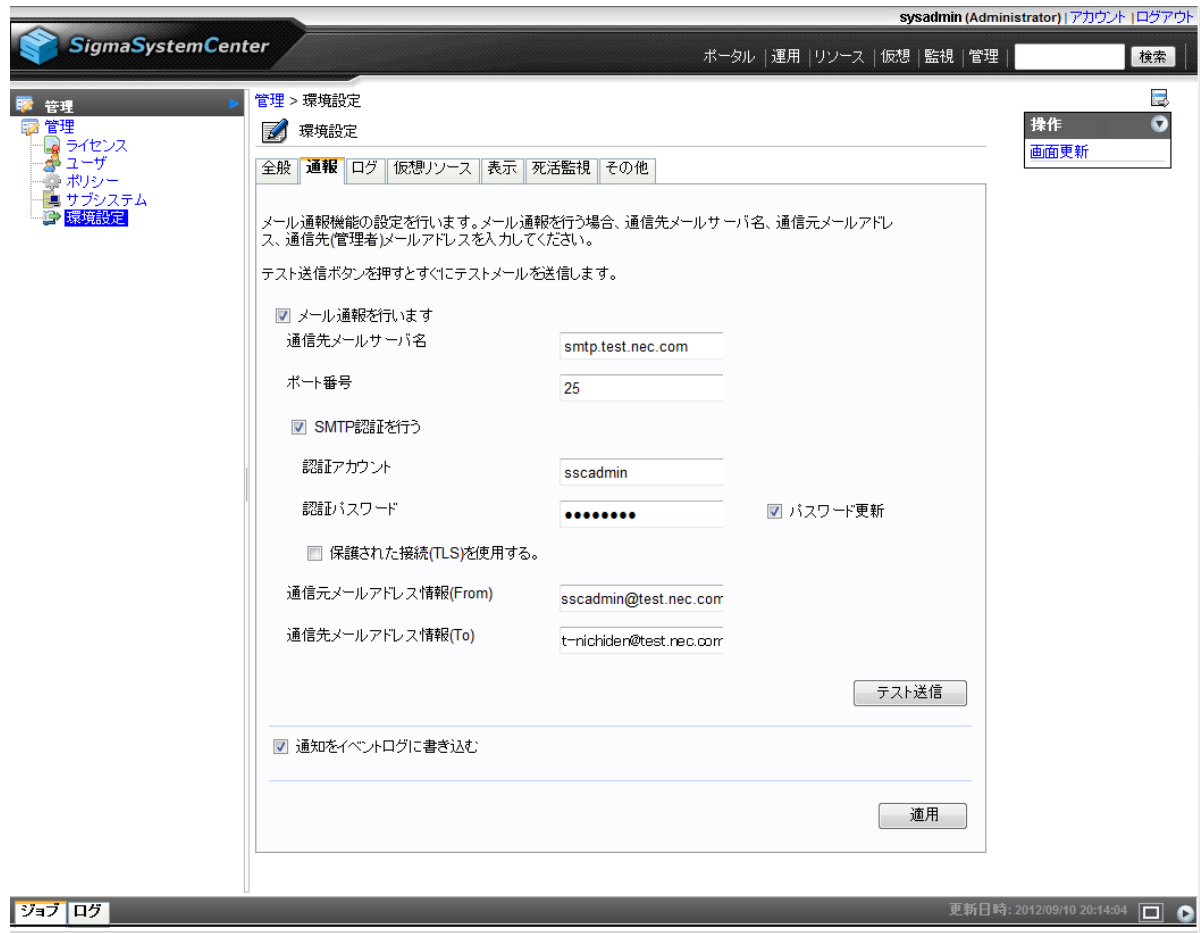 sysadmin (Administrator) | アカウント | ログアウト
SigmaSystemCenter
ポータル | 運用 | リソース | 仮想 | 監視 | 管理 | 検索
管理
管理
ライセンス
ユーザ
ポリシー
サブシステム
環境設定
管理 > 環境設定
環境設定
全般 通報 ログ 仮想リソース 表示 死活監視 その他
メール通報機能の設定を行います。メール通報を行う場合、通信先メールサーバ名、通信元メールアドレ
ス、通信先(管理者)メールアドレスを入力してください。
テスト送信ボタンを押すとすぐにテストメールを送信します。
メール通報を行います
通信先メールサーバ名 smtp.test.nec.com
ポート番号 25
SMTP認証を行う
認証アカウント sscadmin
認証パスワード ●●●●●●●● パスワード更新
保護された接続(TLS)を使用する。
通信元メールアドレス情報(From) sscadmin@test.nec.com
通信先メールアドレス情報(To) t-nichiden@test.nec.com
テスト送信
通知をイベントログに書き込む
適用
操作
画面更新
ジョブ ログ
更新日時: 2012/09/10 20:14:04